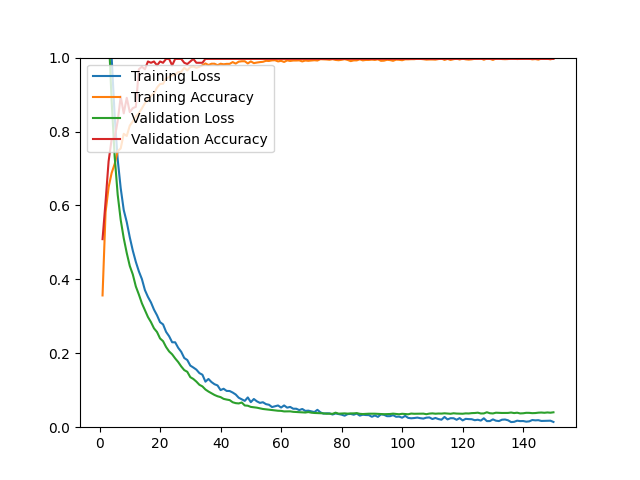 1.0
0.8
0.6
0.4
0.2
0.0
0 20 40 60 80 100 120 140
Training Loss
Training Accuracy
Validation Loss
Validation Accuracy